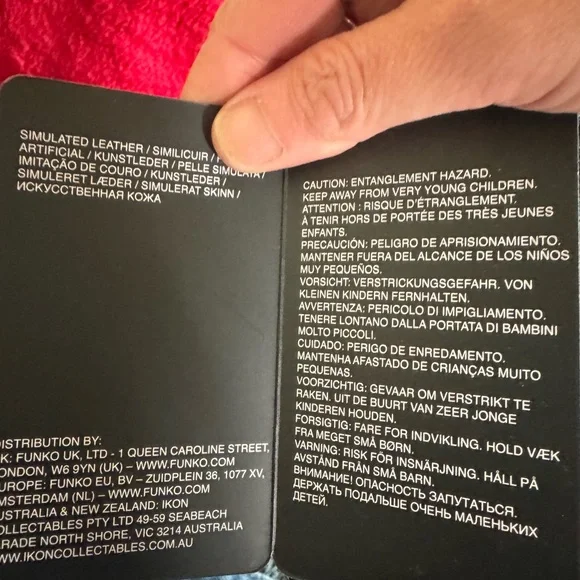 SIMULATED LEATHER / SIMILICUIR /
ARTIFICIAL / KUNSTLEDER / PELLE SIMULATA /
IMITAÇÃO DE COURO / KUNSTLEDER /
SIMULERET LÆDER / SIMULERAT SKINN /
ИСКУССТВЕННАЯ КОЖА
DISTRIBUTION BY:
UK: FUNKO UK, LTD - 1 QUEEN CAROLINE STREET,
LONDON, W6 9YN (UK) – WWW.FUNKO.COM
EUROPE: FUNKO EU, BV – ZUIDPLEIN 36, 1077 XV,
AMSTERDAM (NL) – WWW.FUNKO.COM
AUSTRALIA & NEW ZEALAND: IKON
COLLECTABLES PTY LTD 49-59 SEABEACH
PARADE NORTH SHORE, VIC 3214 AUSTRALIA
WWW.IKONCOLLECTABLES.COM.AU
CAUTION: ENTANGLEMENT HAZARD.
KEEP AWAY FROM VERY YOUNG CHILDREN.
ATTENTION : RISQUE D'ÉTRANGLEMENT,
À TENIR HORS DE PORTÉE DES TRÈS JEUNES
ENFANTS.
PRECAUCIÓN: PELIGRO DE APRISIONAMIENTO.
MANTENER FUERA DEL ALCANCE DE LOS NIÑOS
MUY PEQUEÑOS.
VORSICHT: VERSTRICKUNGSGEFAHR. VON
KLEINEN KINDERN FERNHALTEN.
AVVERTENZA: PERICOLO DI IMPIGLIAMENTO.
TENERE LONTANO DALLA PORTATA DI BAMBINI
MOLTO PICCOLI.
CUIDADO: PERIGO DE ENREDAMENTO.
MANTENHA AFASTADO DE CRIANÇAS MUITO
PEQUENAS.
VOORZICHTIG: GEVAAR OM VERSTRIKT TE
RAKEN. UIT DE BUURT VAN ZEER JONGE
KINDEREN HOUDEN.
FORSIGTIG: FARE FOR INDVIKLING. HOLD VÆK
FRA MEGET SMÅ BØRN.
VARNING: RISK FÖR INSNÄRJNING. HÅLL PÅ
AVSTÅND FRÅN SMÅ BARN.
ВНИМАНИЕ! ОПАСНОСТЬ ЗАПУТАТЬСЯ.
ДЕРЖАТЬ ПОДАЛЬШЕ ОЧЕНЬ МАЛЕНЬКИХ
ДЕТЕЙ.